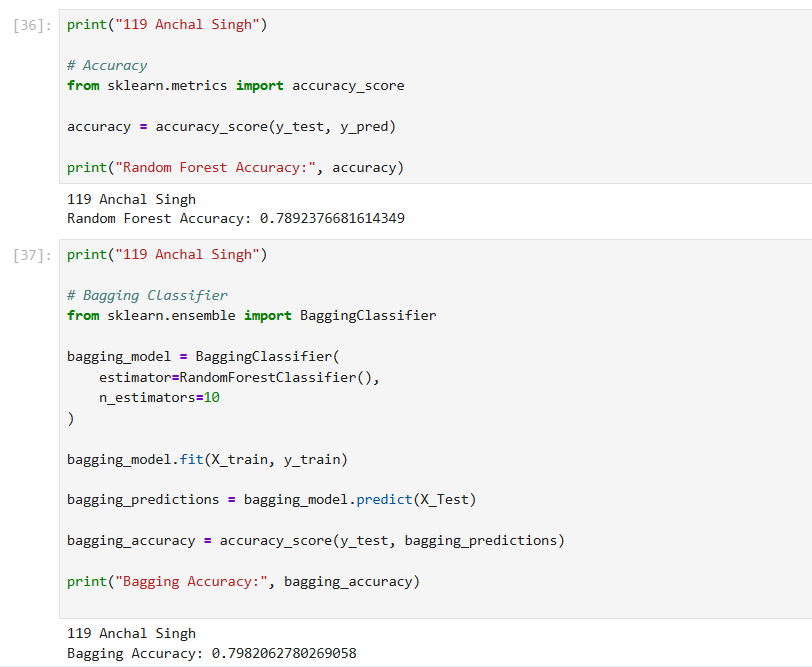 [36]: print("119 Anchal Singh")
# Accuracy
from sklearn.metrics import accuracy_score
accuracy = accuracy_score(y_test, y_pred)
print("Random Forest Accuracy:", accuracy)
119 Anchal Singh
Random Forest Accuracy: 0.7892376681614349
[37]: print("119 Anchal Singh")
# Bagging Classifier
from sklearn.ensemble import BaggingClassifier
bagging_model = BaggingClassifier(
    estimator=RandomForestClassifier(),
    n_estimators=10
)
bagging_model.fit(X_train, y_train)
bagging_predictions = bagging_model.predict(X_Test)
bagging_accuracy = accuracy_score(y_test, bagging_predictions)
print("Bagging Accuracy:", bagging_accuracy)
119 Anchal Singh
Bagging Accuracy: 0.7982062780269058